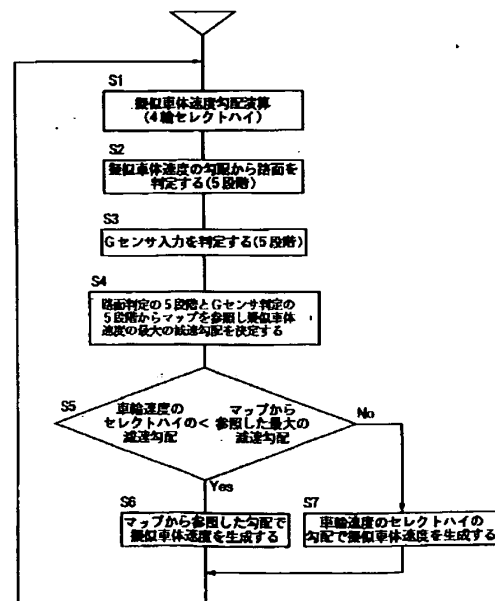 S1
擬似車体速度勾配演算
(4輪セレクトハイ)
S2
擬似車体速度の勾配から路面を
判定する(5段階)
S3
Gセンサ入力を判定する(5段階)
S4
路面判定の5段階とGセンサ判定の
5段階からマップを参照し擬似車体
速度の最大の減速勾配を決定する
S5
車輪速度の
セレクトハイの
減速勾配
<
マップから
参照した最大の
減速勾配
No
Yes
S6
マップから参照した勾配で
擬似車体速度を生成する
S7
車輪速度のセレクトハイの
勾配で擬似車体速度を生成する